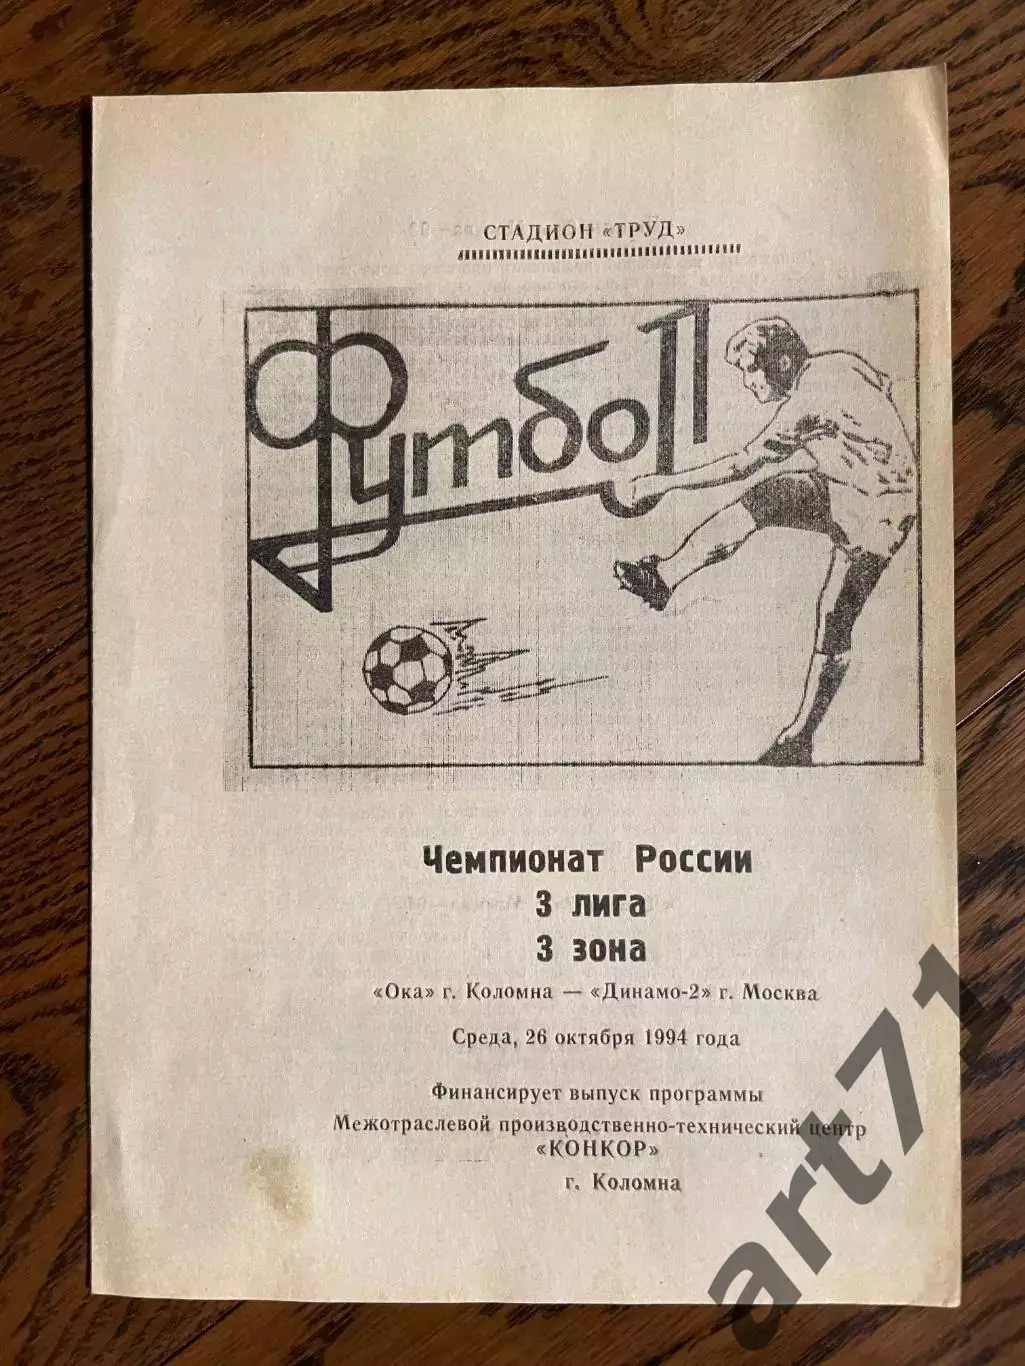 СТАДИОН «ТРУД»
Футбол
Чемпионат России
3 лига
3 зона
«Ока» г. Коломна — «Динамо-2» г. Москва
Среда, 26 октября 1994 года
Финансирует выпуск программы
Межотраслевой производственно-технический центр
«КОНКОР»
г. Коломна
art71